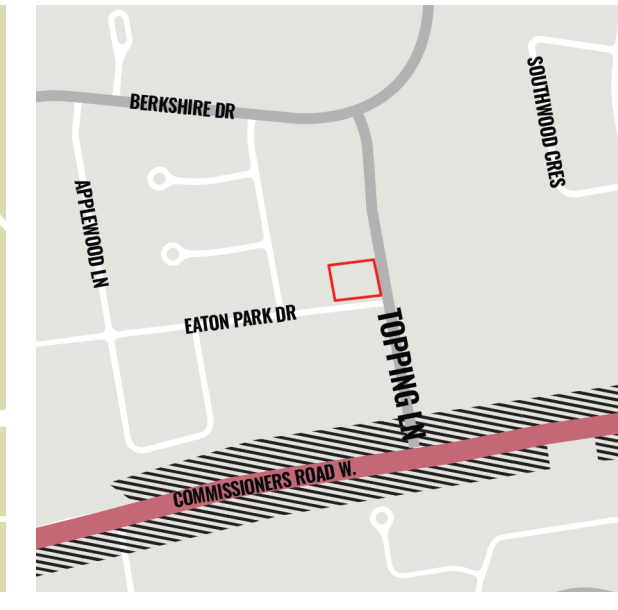 BERKSHIRE DR
SOUTHWOOD CRES
APPLEWOOD LN
EATON PARK DR
TOPPING LN
COMMISSIONERS ROAD W.